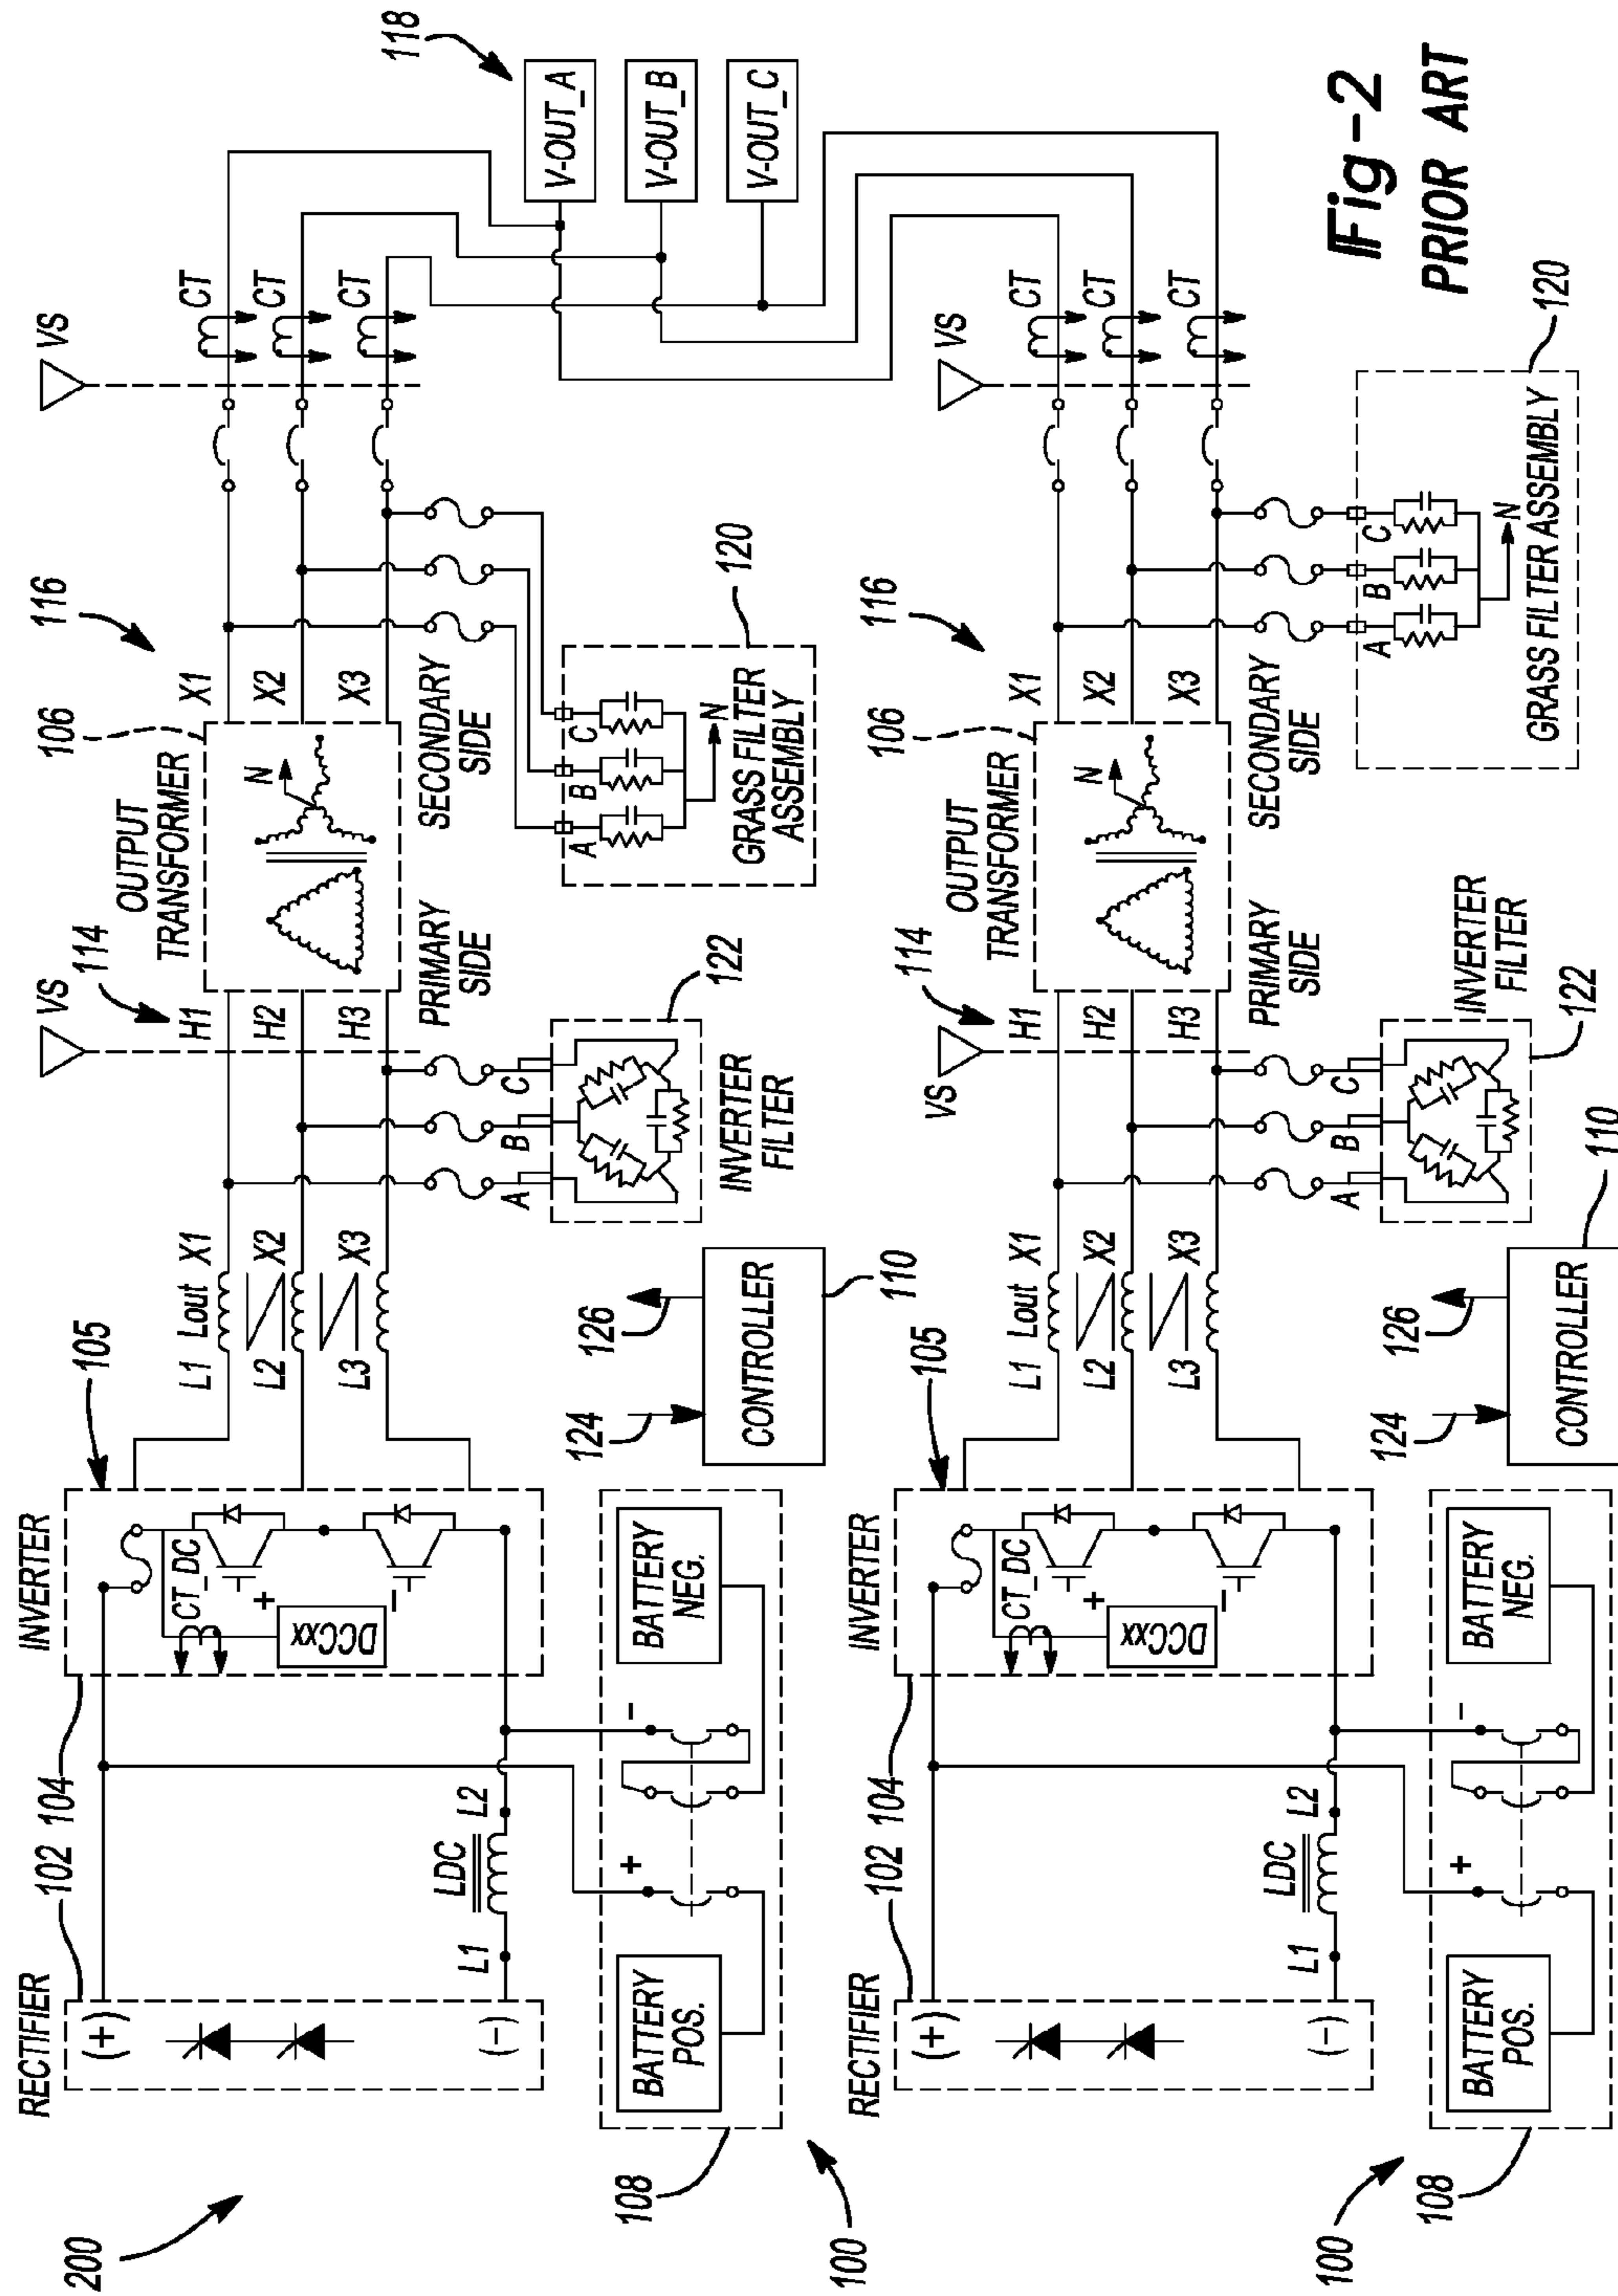 200
RECTIFIER
102
104
INVERTER
105
(+)
(-)
L1
LDC
L2
CT_DC
DCCxx
+
-
L1 Lout X1
L2 X2
L3 X3
VS
114
H1
H2
H3
OUTPUT
TRANSFORMER
106
N
116
X1
X2
X3
PRIMARY
SIDE
SECONDARY
SIDE
VS
CT
CT
CT
118
V-OUT_A
V-OUT_B
V-OUT_C
108
BATTERY
POS.
+
-
BATTERY
NEG.
124
126
CONTROLLER
110
A
B
C
INVERTER
FILTER
122
A
B
C
N
GRASS FILTER
ASSEMBLY
120
100
RECTIFIER
102
104
INVERTER
105
(+)
(-)
L1
LDC
L2
CT_DC
DCCxx
+
-
L1 Lout X1
L2 X2
L3 X3
VS
114
H1
H2
H3
OUTPUT
TRANSFORMER
106
N
116
X1
X2
X3
PRIMARY
SIDE
SECONDARY
SIDE
VS
CT
CT
CT
108
BATTERY
POS.
+
-
BATTERY
NEG.
124
126
CONTROLLER
110
A
B
C
INVERTER
FILTER
122
A
B
C
N
GRASS FILTER ASSEMBLY
120
100
Fig-2
PRIOR ART